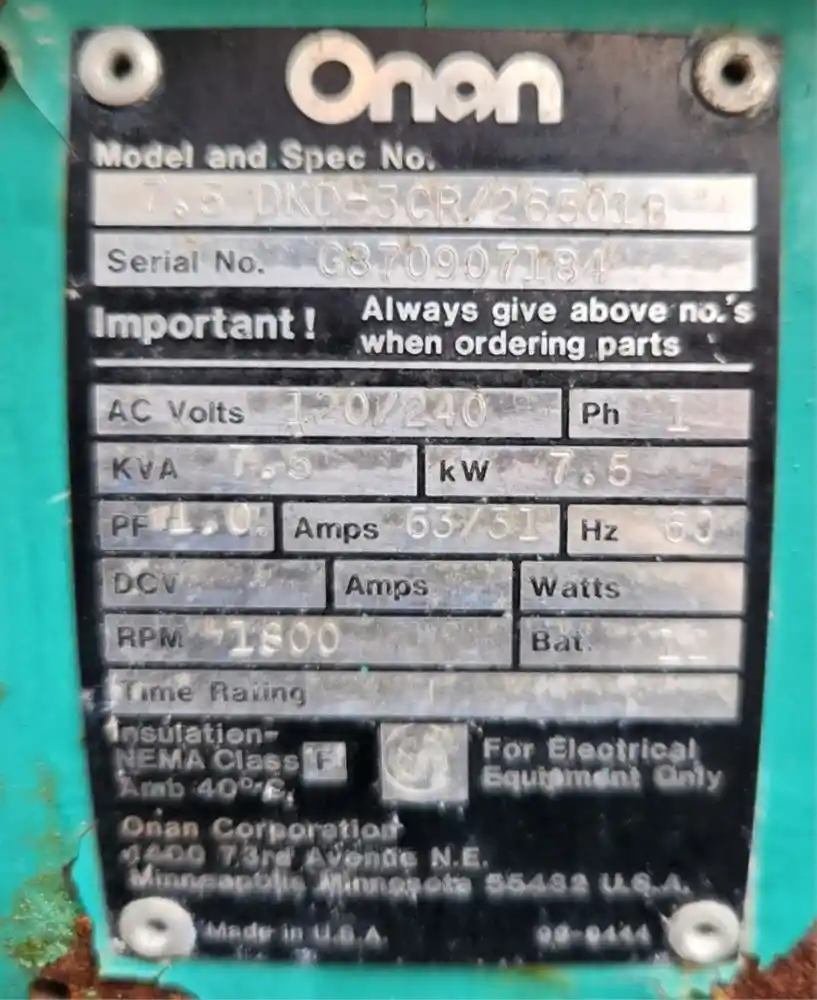 Onan
Model and Spec No.
7.5 DKD-3CR/26501B
Serial No. G870907184
Important! Always give above no.'s
when ordering parts
AC Volts 120/240 Ph 1
KVA 7.5 kW 7.5
PF 1.0 Amps 63/31 Hz 60
DCV Amps Watts
RPM 1800 Bat.
Time Rating
Insulation-
NEMA Class F
Amb 40°C.
For Electrical
Equipment Only
Onan Corporation
1400 73rd Avenue N.E.
Minneapolis Minnesota 55432 U.S.A.
Made in U.S.A.